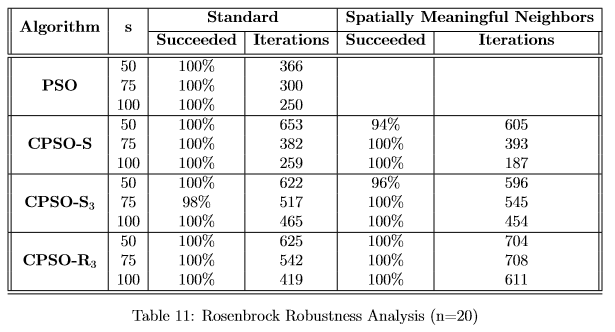 Algorithm s Standard Spatially Meaningful Neighbors
Succeeded Iterations Succeeded Iterations
PSO 50 100% 366
75 100% 300
100 100% 250
CPSO-S 50 100% 653 94% 605
75 100% 382 100% 393
100 100% 259 100% 187
CPSO-S₃ 50 100% 622 96% 596
75 98% 517 100% 545
100 100% 465 100% 454
CPSO-R₃ 50 100% 625 100% 704
75 100% 542 100% 708
100 100% 419 100% 611
Table 11: Rosenbrock Robustness Analysis (n=20)